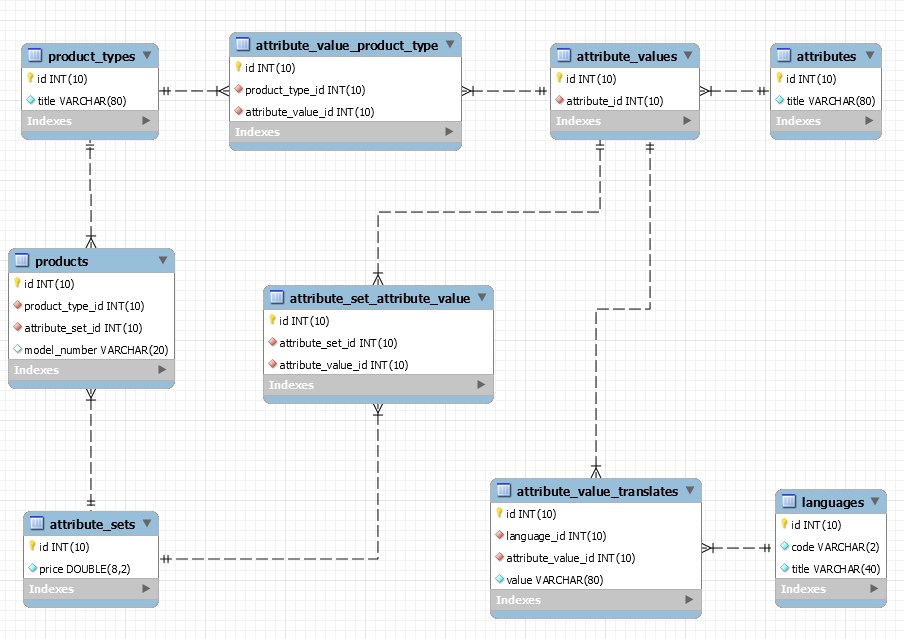 product_types
id INT(10)
title VARCHAR(80)
Indexes
attribute_value_product_type
id INT(10)
product_type_id INT(10)
attribute_value_id INT(10)
Indexes
attribute_values
id INT(10)
attribute_id INT(10)
Indexes
attributes
id INT(10)
title VARCHAR(80)
Indexes
products
id INT(10)
product_type_id INT(10)
attribute_set_id INT(10)
model_number VARCHAR(20)
Indexes
attribute_set_attribute_value
id INT(10)
attribute_set_id INT(10)
attribute_value_id INT(10)
Indexes
attribute_sets
id INT(10)
price DOUBLE(8,2)
Indexes
attribute_value_translates
id INT(10)
language_id INT(10)
attribute_value_id INT(10)
value VARCHAR(80)
Indexes
languages
id INT(10)
code VARCHAR(2)
title VARCHAR(40)
Indexes